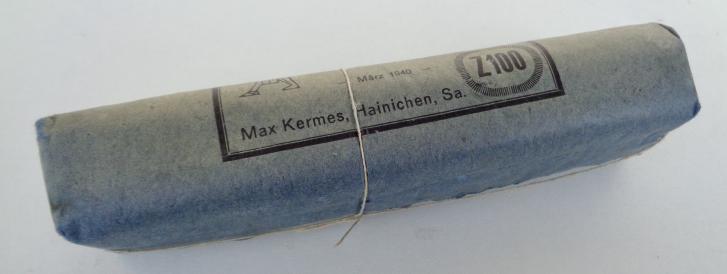 A
März 1940
Z100
Max Kermes, Hainichen, Sa.